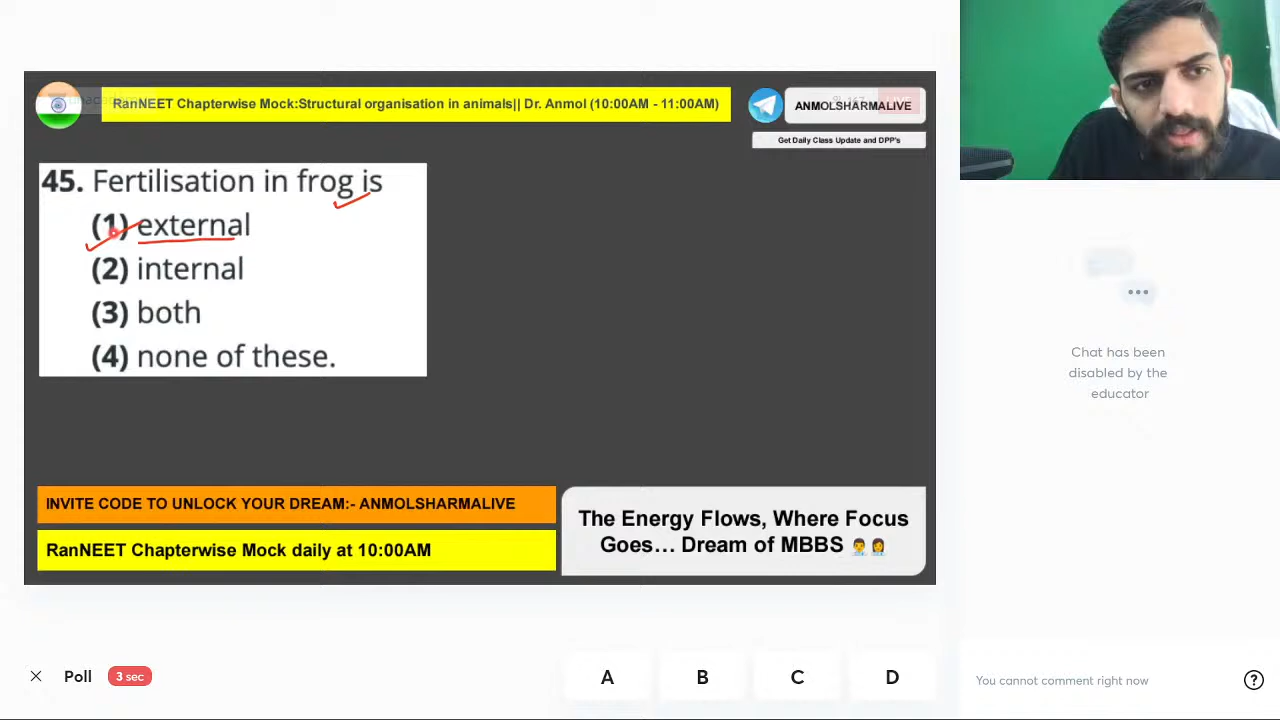 RanNEET Chapterwise Mock:Structural organisation in animals|| Dr. Anmol (10:00AM - 11:00AM)
ANMOLSHARMALIVE
Get Daily Class Update and DPP's
45. Fertilisation in frog is
(1) external
(2) internal
(3) both
(4) none of these.
Chat has been
disabled by the
educator
INVITE CODE TO UNLOCK YOUR DREAM:- ANMOLSHARMALIVE
RanNEET Chapterwise Mock daily at 10:00AM
The Energy Flows, Where Focus
Goes... Dream of MBBS 👨‍⚕️👩‍⚕️
Poll 3 sec
A B C D
You cannot comment right now